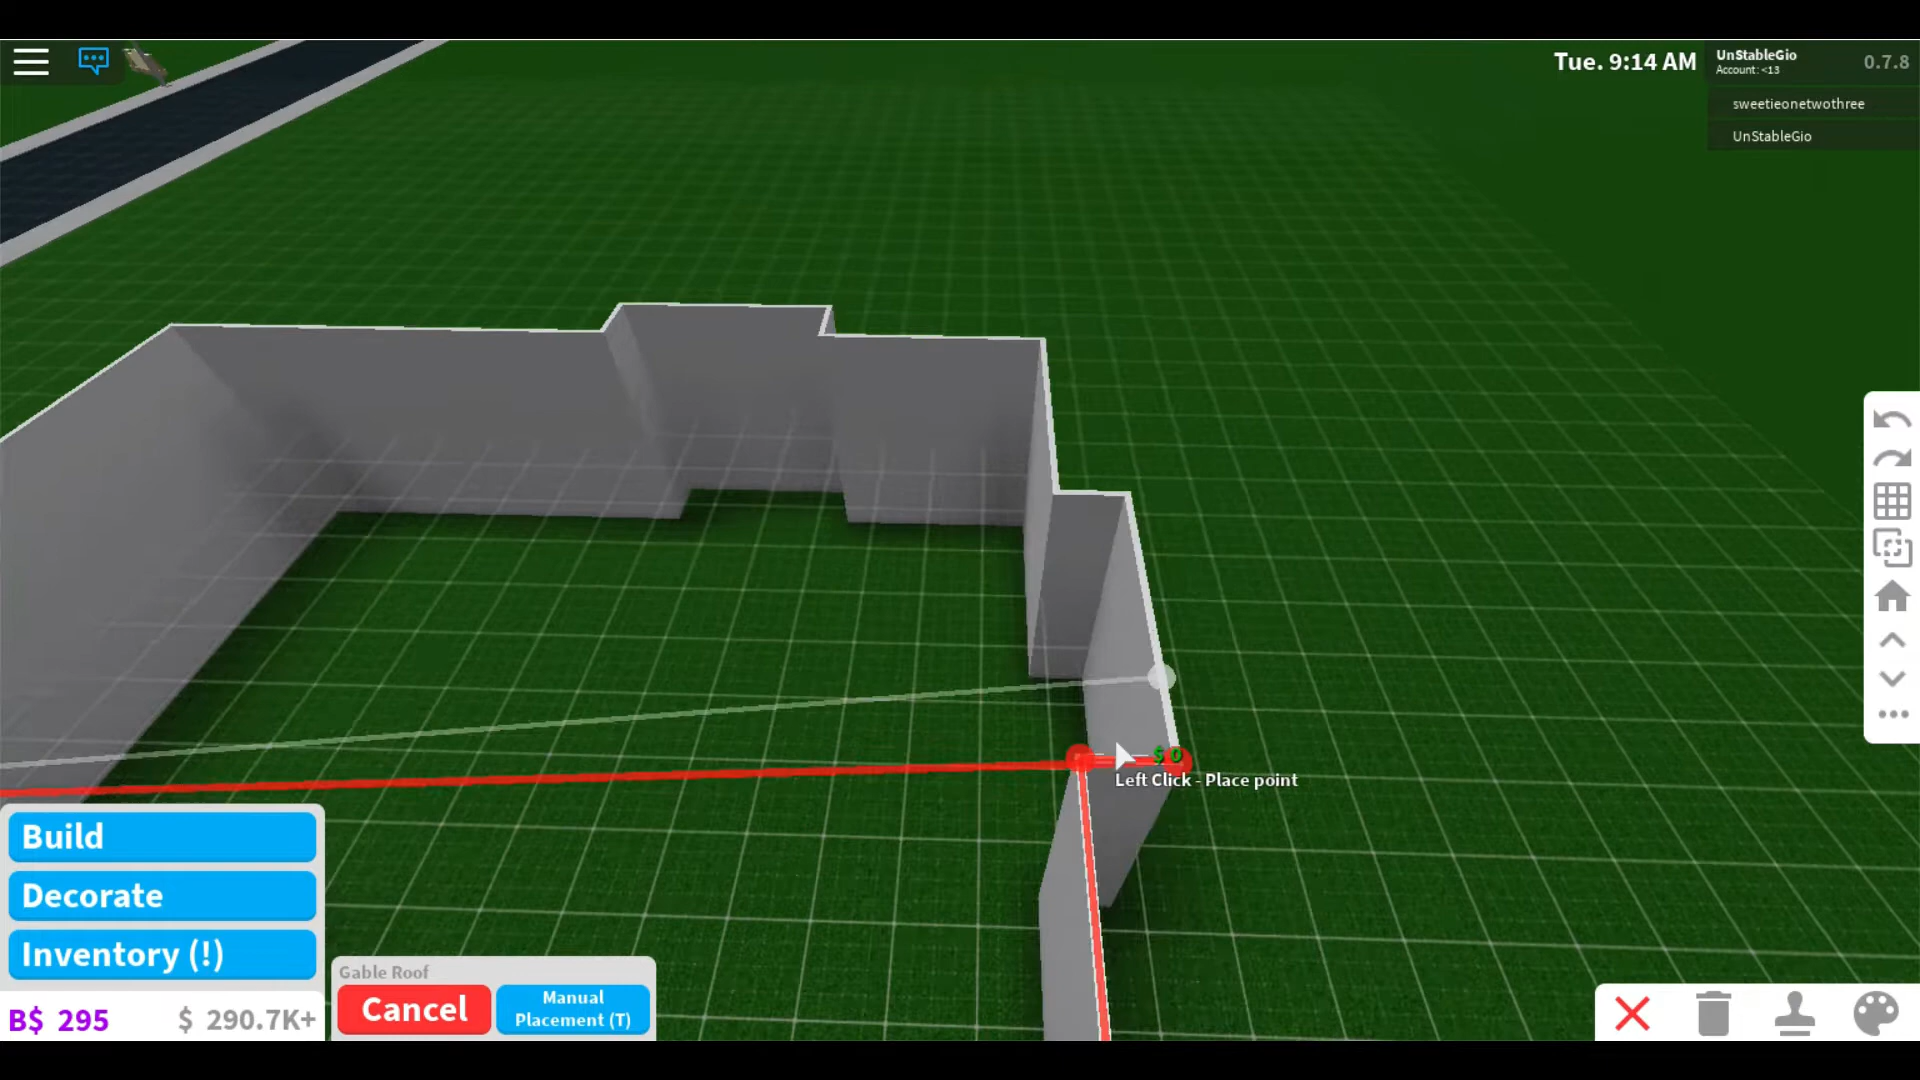 Tue. 9:14 AM
UnStableGio
Account: <13
0.7.8
sweetieonetwothree
UnStableGio
$ 0
Left Click - Place point
Build
Decorate
Inventory (!)
B$ 295
$ 290.7K+
Gable Roof
Cancel
Manual
Placement (T)